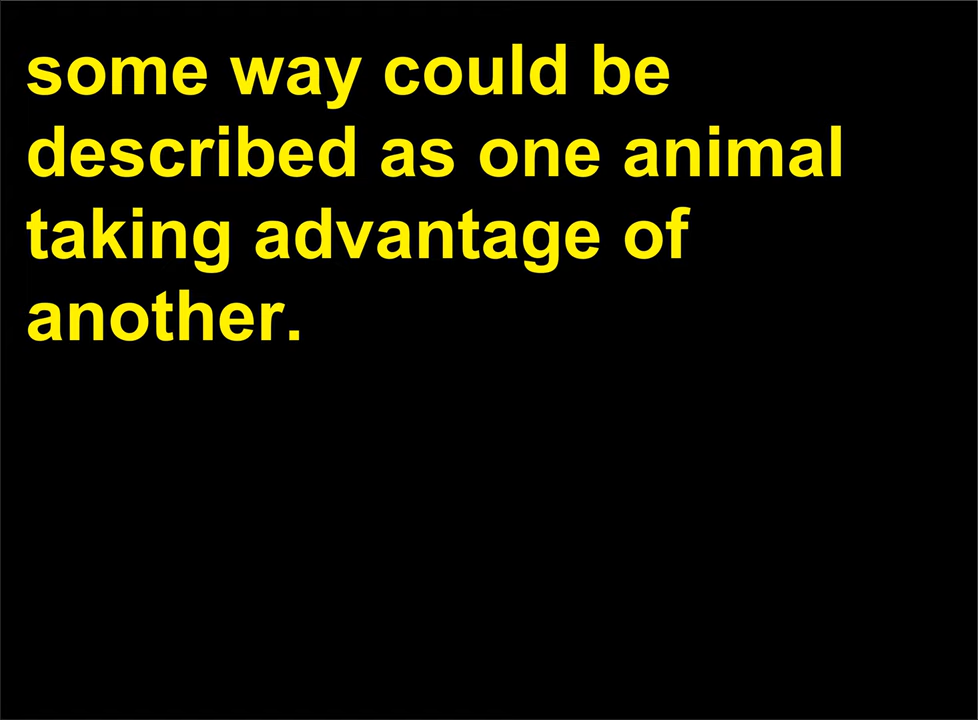 some way could be
described as one animal
taking advantage of
another.